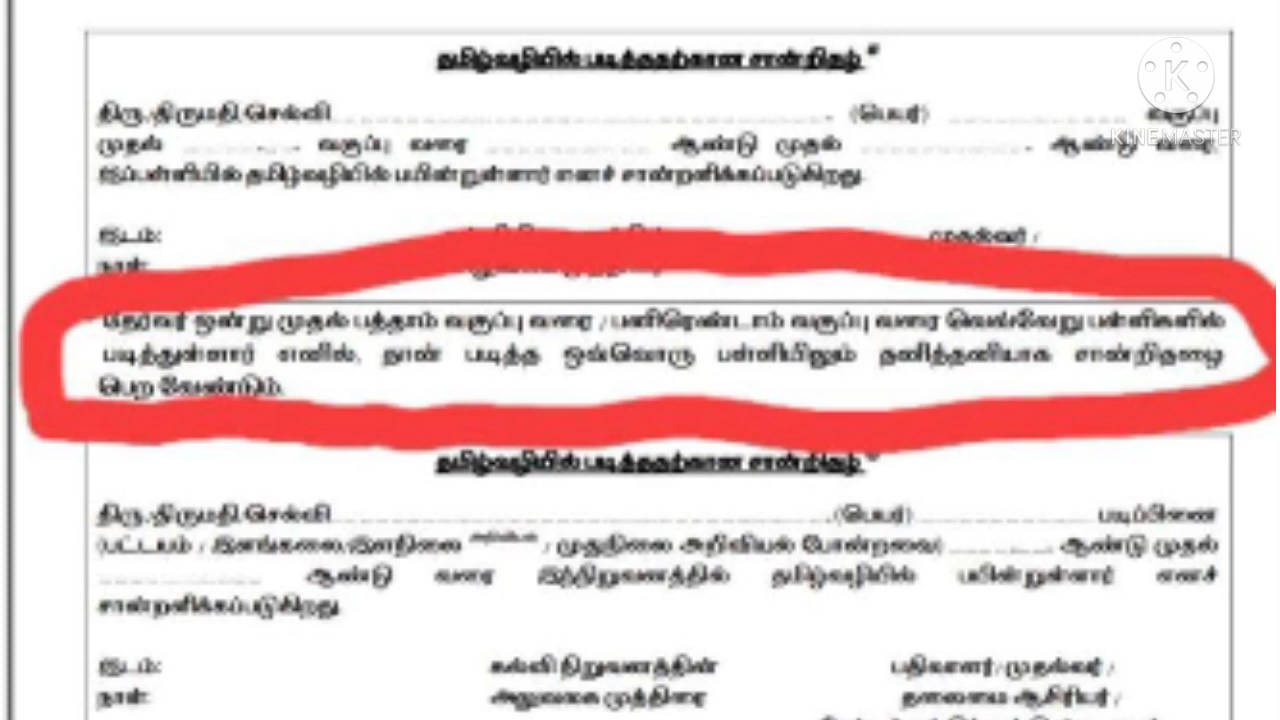 தமிழ்வழியில் படித்ததற்கான சான்றிதழ் *
K
KINEMASTER
திரு./திருமதி.செல்வி........................ (பெயர்) ............ வகுப்பு
முதல் ............ வகுப்பு வரை ............ ஆண்டு முதல் ............ ஆண்டு வரை,
இப்பள்ளியில் தமிழ்வழியில் பயின்றுள்ளார் எனச் சான்றளிக்கப்படுகிறது.
இடம்: முதல்வர் /
நாள்:
தேர்வர் ஒன்று முதல் பத்தாம் வகுப்பு வரை / பனிரெண்டாம் வகுப்பு வரை வெவ்வேறு பள்ளிகளில்
படித்துள்ளார் எனில், தான் படித்த ஒவ்வொரு பள்ளியிலும் தனித்தனியாக சான்றிதழை
பெற வேண்டும்.
தமிழ்வழியில் படித்ததற்கான சான்றிதழ் *
திரு./திருமதி.செல்வி........................(பெயர்)............ படிப்பினை
(பட்டயம் / இளங்கலை/இளநிலை அறிவியல் / முதுநிலை அறிவியல் போன்றவை) ............ ஆண்டு முதல்
............ ஆண்டு வரை இந்நிறுவனத்தில் தமிழ்வழியில் பயின்றுள்ளார் எனச்
சான்றளிக்கப்படுகிறது.
இடம்: கல்வி நிறுவனத்தின் பதிவாளர்/முதல்வர் /
நாள்: அலுவலக முத்திரை தலைமை ஆசிரியர் /